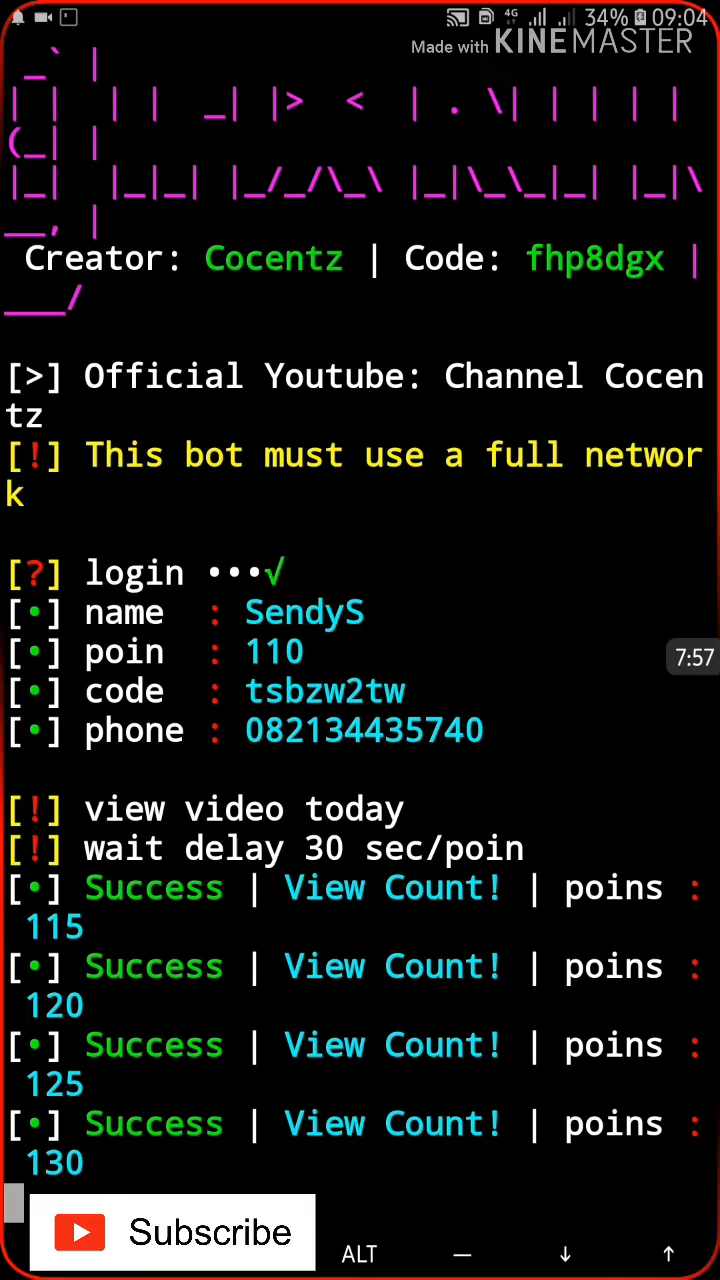 4G 34% 09:04
Made with KINEMASTER
_` |
| | | | _| |> < | . \| | | | |
(_| |
|_| |_|_| |_/_/\_\ |_|\_\_|_| |_|\
__, |
Creator: Cocentz | Code: fhp8dgx |
___/
[>] Official Youtube: Channel Cocen
tz
[!] This bot must use a full networ
k
[?] login •••√
[•] name : SendyS
[•] poin : 110
7:57
[•] code : tsbzw2tw
[•] phone : 082134435740
[!] view video today
[!] wait delay 30 sec/poin
[•] Success | View Count! | poins :
115
[•] Success | View Count! | poins :
120
[•] Success | View Count! | poins :
125
[•] Success | View Count! | poins :
130
Subscribe
ALT — ↓ ↑